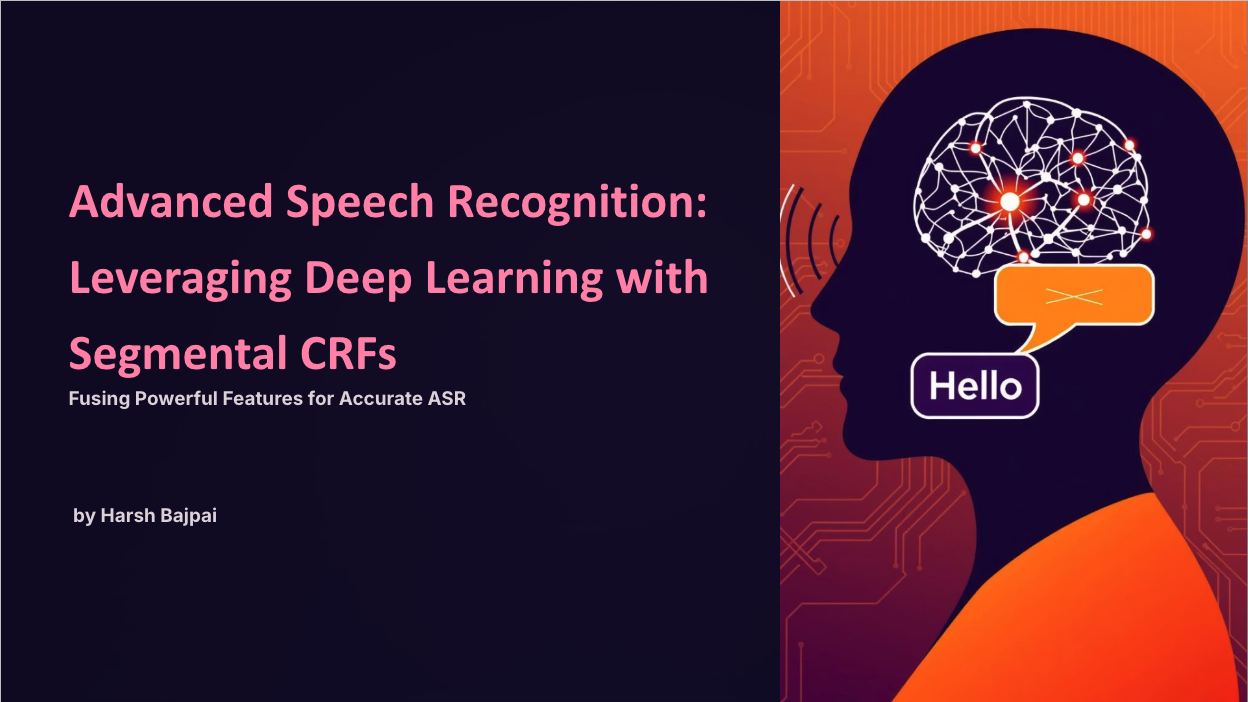 Advanced Speech Recognition:
Leveraging Deep Learning with
Segmental CRFs
Fusing Powerful Features for Accurate ASR
by Harsh Bajpai
Hello